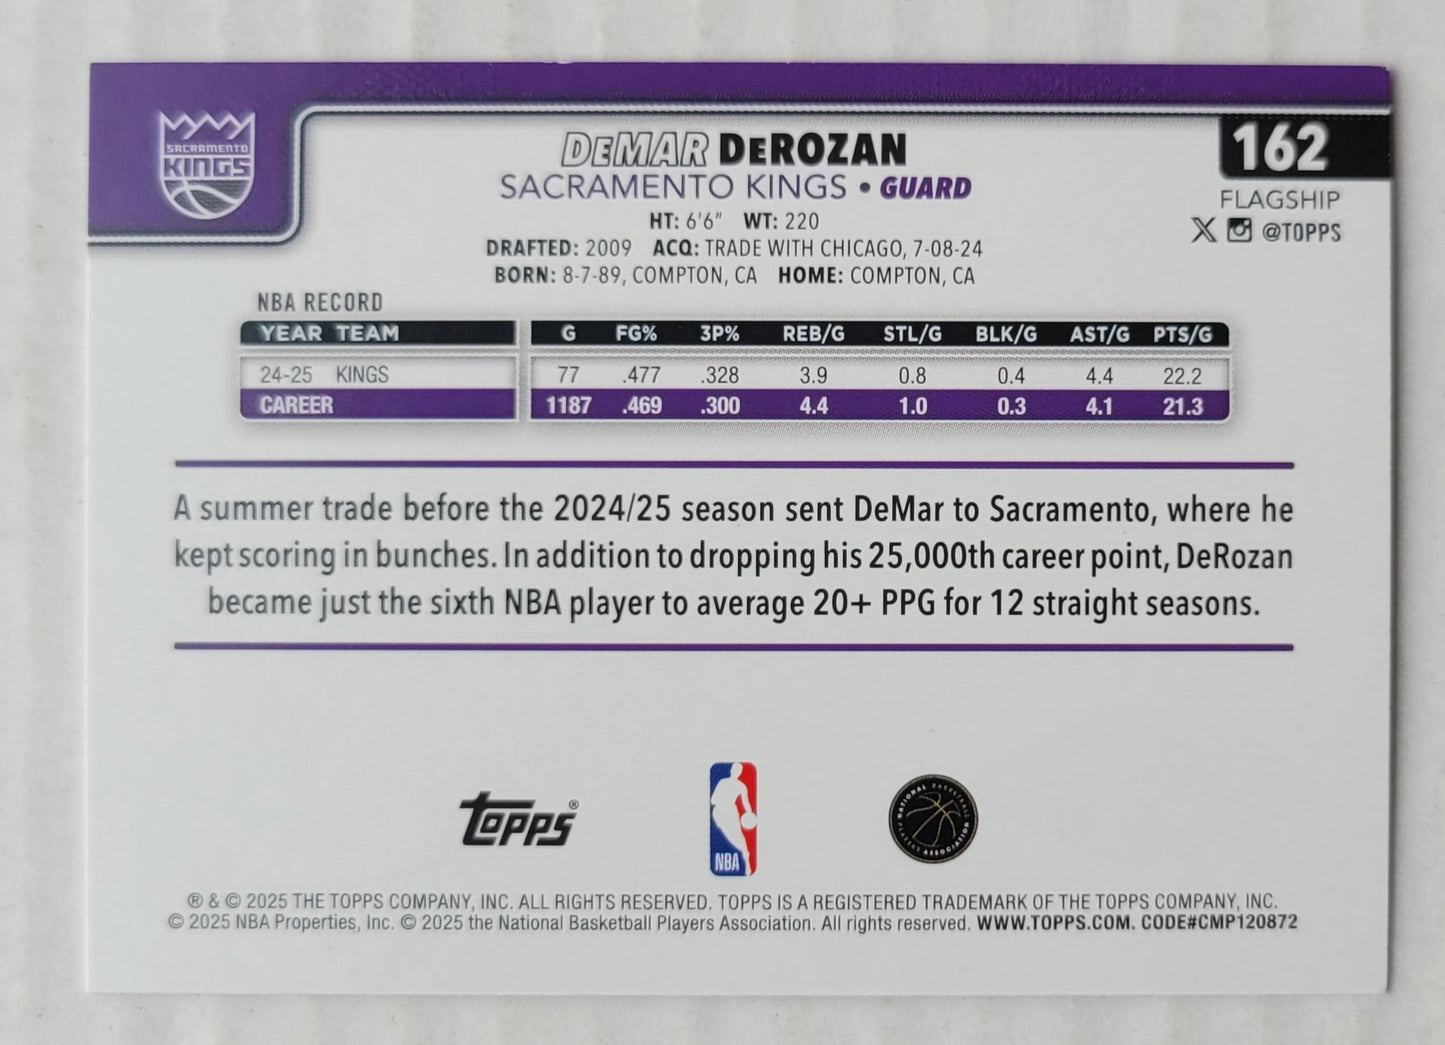 SACRAMENTO
KINGS
DeMAR DeROZAN
SACRAMENTO KINGS • GUARD
HT: 6'6" WT: 220
DRAFTED: 2009 ACQ: TRADE WITH CHICAGO, 7-08-24
BORN: 8-7-89, COMPTON, CA HOME: COMPTON, CA
162
FLAGSHIP
X @TOPPS
NBA RECORD
YEAR TEAM G FG% 3P% REB/G STL/G BLK/G AST/G PTS/G
24-25 KINGS 77 .477 .328 3.9 0.8 0.4 4.4 22.2
CAREER 1187 .469 .300 4.4 1.0 0.3 4.1 21.3
A summer trade before the 2024/25 season sent DeMar to Sacramento, where he
kept scoring in bunches. In addition to dropping his 25,000th career point, DeRozan
became just the sixth NBA player to average 20+ PPG for 12 straight seasons.
Topps®
NBA
NATIONAL BASKETBALL
PLAYERS ASSOCIATION
® & © 2025 THE TOPPS COMPANY, INC. ALL RIGHTS RESERVED. TOPPS IS A REGISTERED TRADEMARK OF THE TOPPS COMPANY, INC.
© 2025 NBA Properties, Inc. © 2025 the National Basketball Players Association. All rights reserved. WWW.TOPPS.COM. CODE#CMP120872